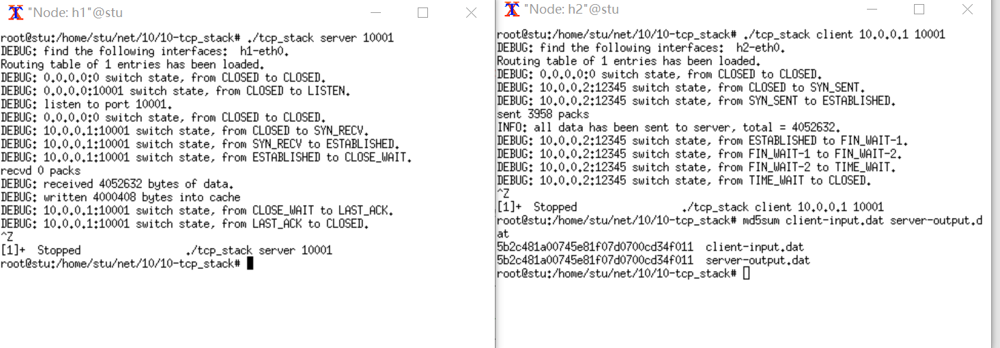 "Node: h1"@stu
root@stu:/home/stu/net/10/10-tcp_stack# ./tcp_stack server 10001
DEBUG: find the following interfaces:  h1-eth0.
Routing table of 1 entries has been loaded.
DEBUG: 0.0.0.0:0 switch state, from CLOSED to CLOSED.
DEBUG: 0.0.0.0:10001 switch state, from CLOSED to LISTEN.
DEBUG: listen to port 10001.
DEBUG: 0.0.0.0:0 switch state, from CLOSED to CLOSED.
DEBUG: 10.0.0.1:10001 switch state, from CLOSED to SYN_RECV.
DEBUG: 10.0.0.1:10001 switch state, from SYN_RECV to ESTABLISHED.
DEBUG: 10.0.0.1:10001 switch state, from ESTABLISHED to CLOSE_WAIT.
recvd 0 packs
DEBUG: received 4052632 bytes of data.
DEBUG: written 4000408 bytes into cache
DEBUG: 10.0.0.1:10001 switch state, from CLOSE_WAIT to LAST_ACK.
DEBUG: 10.0.0.1:10001 switch state, from LAST_ACK to CLOSED.
^Z
[1]+  Stopped                 ./tcp_stack server 10001
root@stu:/home/stu/net/10/10-tcp_stack#
"Node: h2"@stu
root@stu:/home/stu/net/10/10-tcp_stack# ./tcp_stack client 10.0.0.1 10001
DEBUG: find the following interfaces:  h2-eth0.
Routing table of 1 entries has been loaded.
DEBUG: 0.0.0.0:0 switch state, from CLOSED to CLOSED.
DEBUG: 10.0.0.2:12345 switch state, from CLOSED to SYN_SENT.
DEBUG: 10.0.0.2:12345 switch state, from SYN_SENT to ESTABLISHED.
sent 3958 packs
INFO: all data has been sent to server, total = 4052632.
DEBUG: 10.0.0.2:12345 switch state, from ESTABLISHED to FIN_WAIT-1.
DEBUG: 10.0.0.2:12345 switch state, from FIN_WAIT-1 to FIN_WAIT-2.
DEBUG: 10.0.0.2:12345 switch state, from FIN_WAIT-2 to TIME_WAIT.
DEBUG: 10.0.0.2:12345 switch state, from TIME_WAIT to CLOSED.
^Z
[1]+  Stopped                 ./tcp_stack client 10.0.0.1 10001
root@stu:/home/stu/net/10/10-tcp_stack# md5sum client-input.dat server-output.d
at
5b2c481a00745e81f07d0700cd34f011  client-input.dat
5b2c481a00745e81f07d0700cd34f011  server-output.dat
root@stu:/home/stu/net/10/10-tcp_stack#